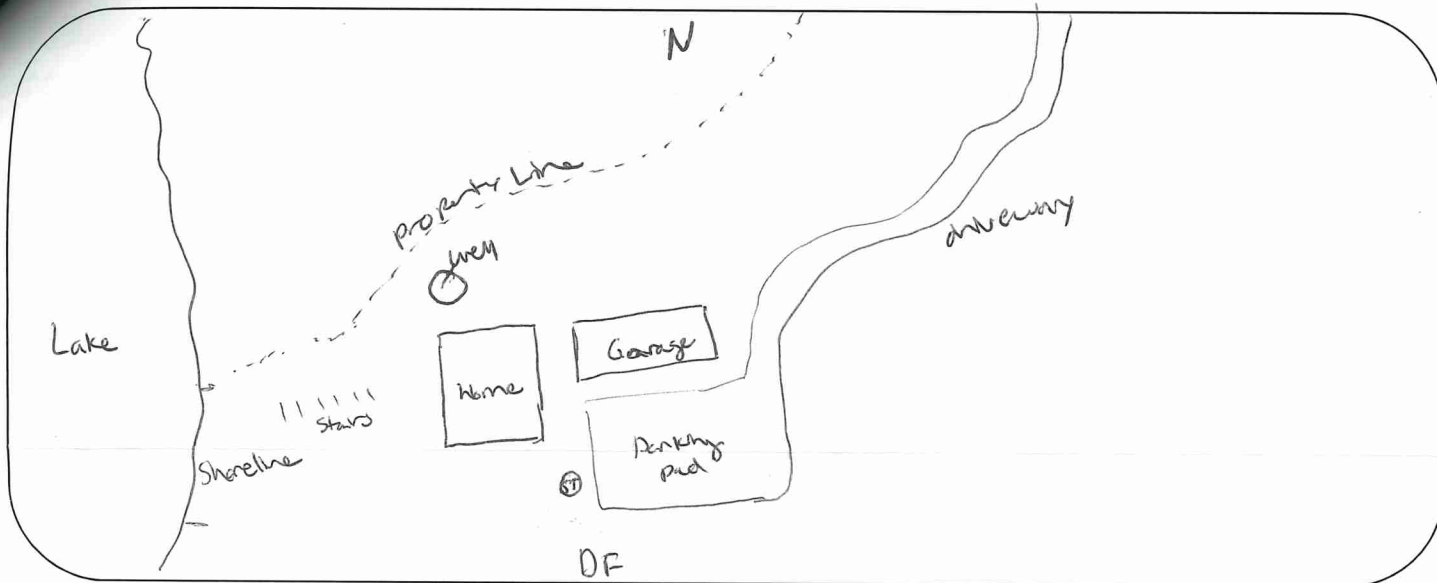 N
Property Line
well
driveway
Lake
Garage
Home
Stairs
Parking
pad
Shoreline
ST
DF